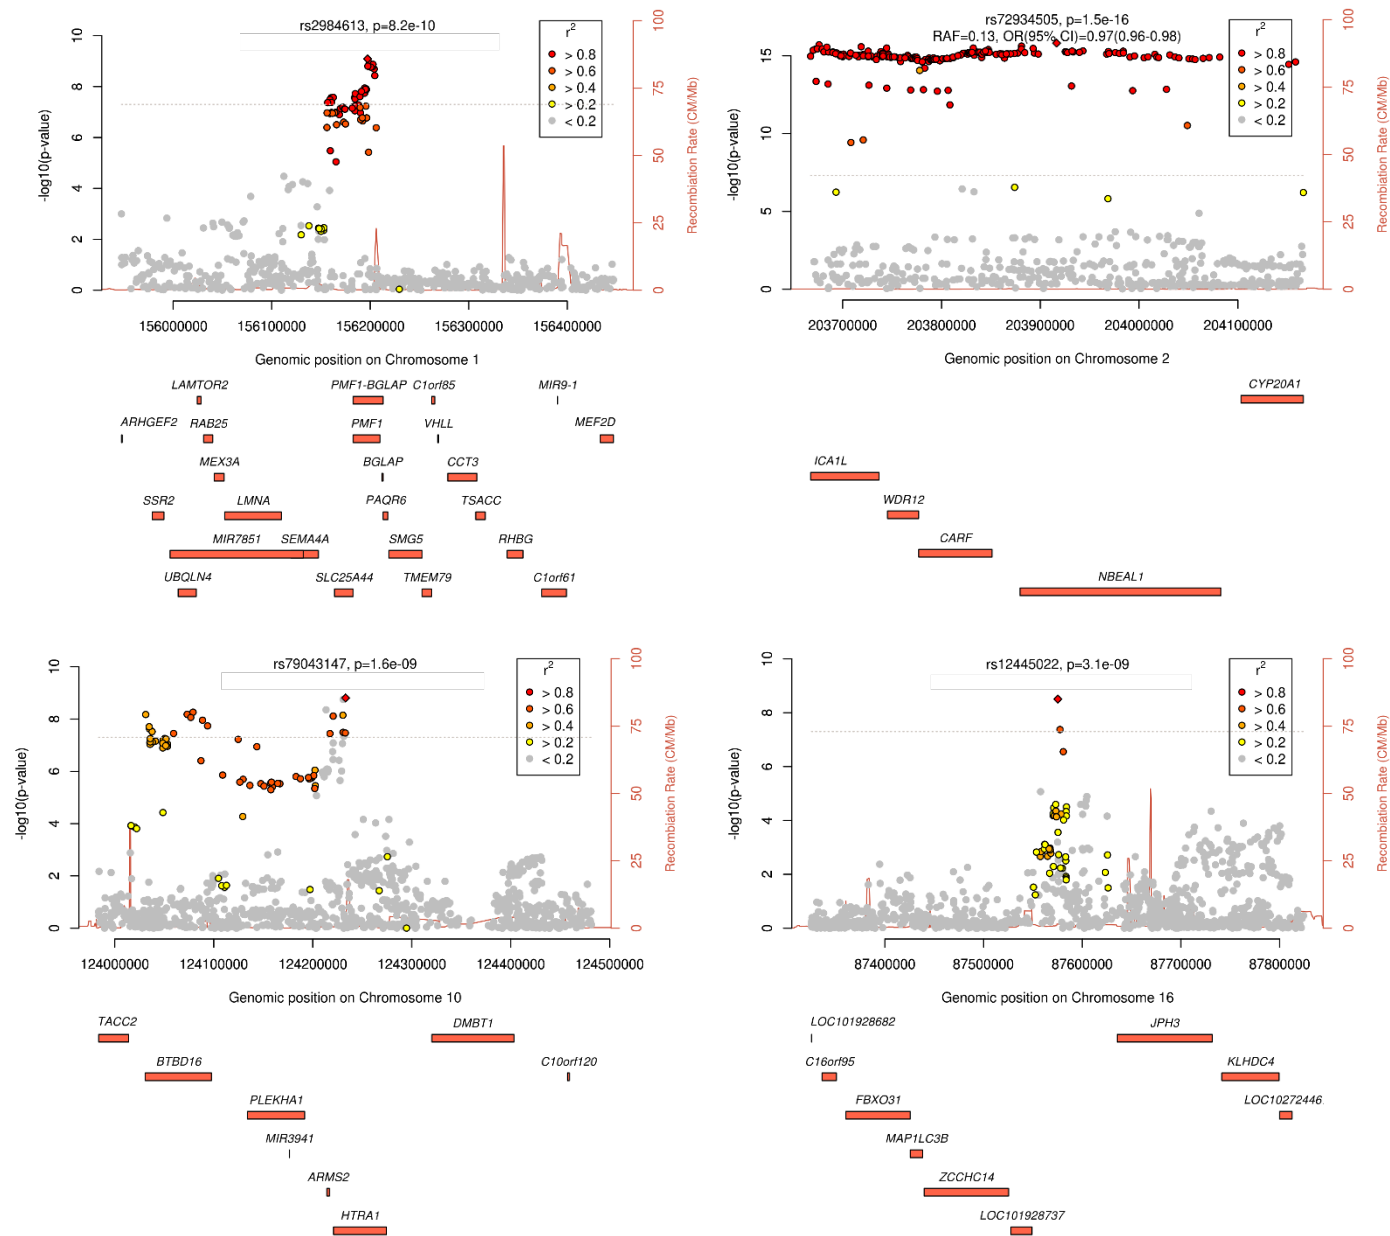 rs2984613, p=8.2e-10
r2
> 0.8
> 0.6
> 0.4
> 0.2
< 0.2
10
8
6
4
2
0
-log10(p-value)
100
75
50
25
0
Recombiation Rate (CM/Mb)
156000000 156100000 156200000 156300000 156400000
Genomic position on Chromosome 1
LAMTOR2 PMF1-BGLAP C1orf85 MIR9-1
ARHGEF2 RAB25 PMF1 VHLL MEF2D
MEX3A BGLAP CCT3
SSR2 LMNA PAQR6 TSACC
MIR7851 SEMA4A SMG5 RHBG
UBQLN4 SLC25A44 TMEM79 C1orf61
rs72934505, p=1.5e-16
RAF=0.13, OR(95% CI)=0.97(0.96-0.98)
r2
> 0.8
> 0.6
> 0.4
> 0.2
< 0.2
15
10
5
0
-log10(p-value)
100
75
50
25
0
Recombiation Rate (CM/Mb)
203700000 203800000 203900000 204000000 204100000
Genomic position on Chromosome 2
CYP20A1
ICA1L
WDR12
CARF
NBEAL1
rs79043147, p=1.6e-09
r2
> 0.8
> 0.6
> 0.4
> 0.2
< 0.2
10
8
6
4
2
0
-log10(p-value)
100
75
50
25
0
Recombiation Rate (CM/Mb)
124000000 124100000 124200000 124300000 124400000 124500000
Genomic position on Chromosome 10
TACC2 DMBT1
BTBD16 C10orf120
PLEKHA1
MIR3941
ARMS2
HTRA1
rs12445022, p=3.1e-09
r2
> 0.8
> 0.6
> 0.4
> 0.2
< 0.2
10
8
6
4
2
0
-log10(p-value)
100
75
50
25
0
Recombiation Rate (CM/Mb)
87400000 87500000 87600000 87700000 87800000
Genomic position on Chromosome 16
LOC101928682 JPH3
C16orf95 KLHDC4
FBXO31 LOC10272446
MAP1LC3B
ZCCHC14
LOC101928737